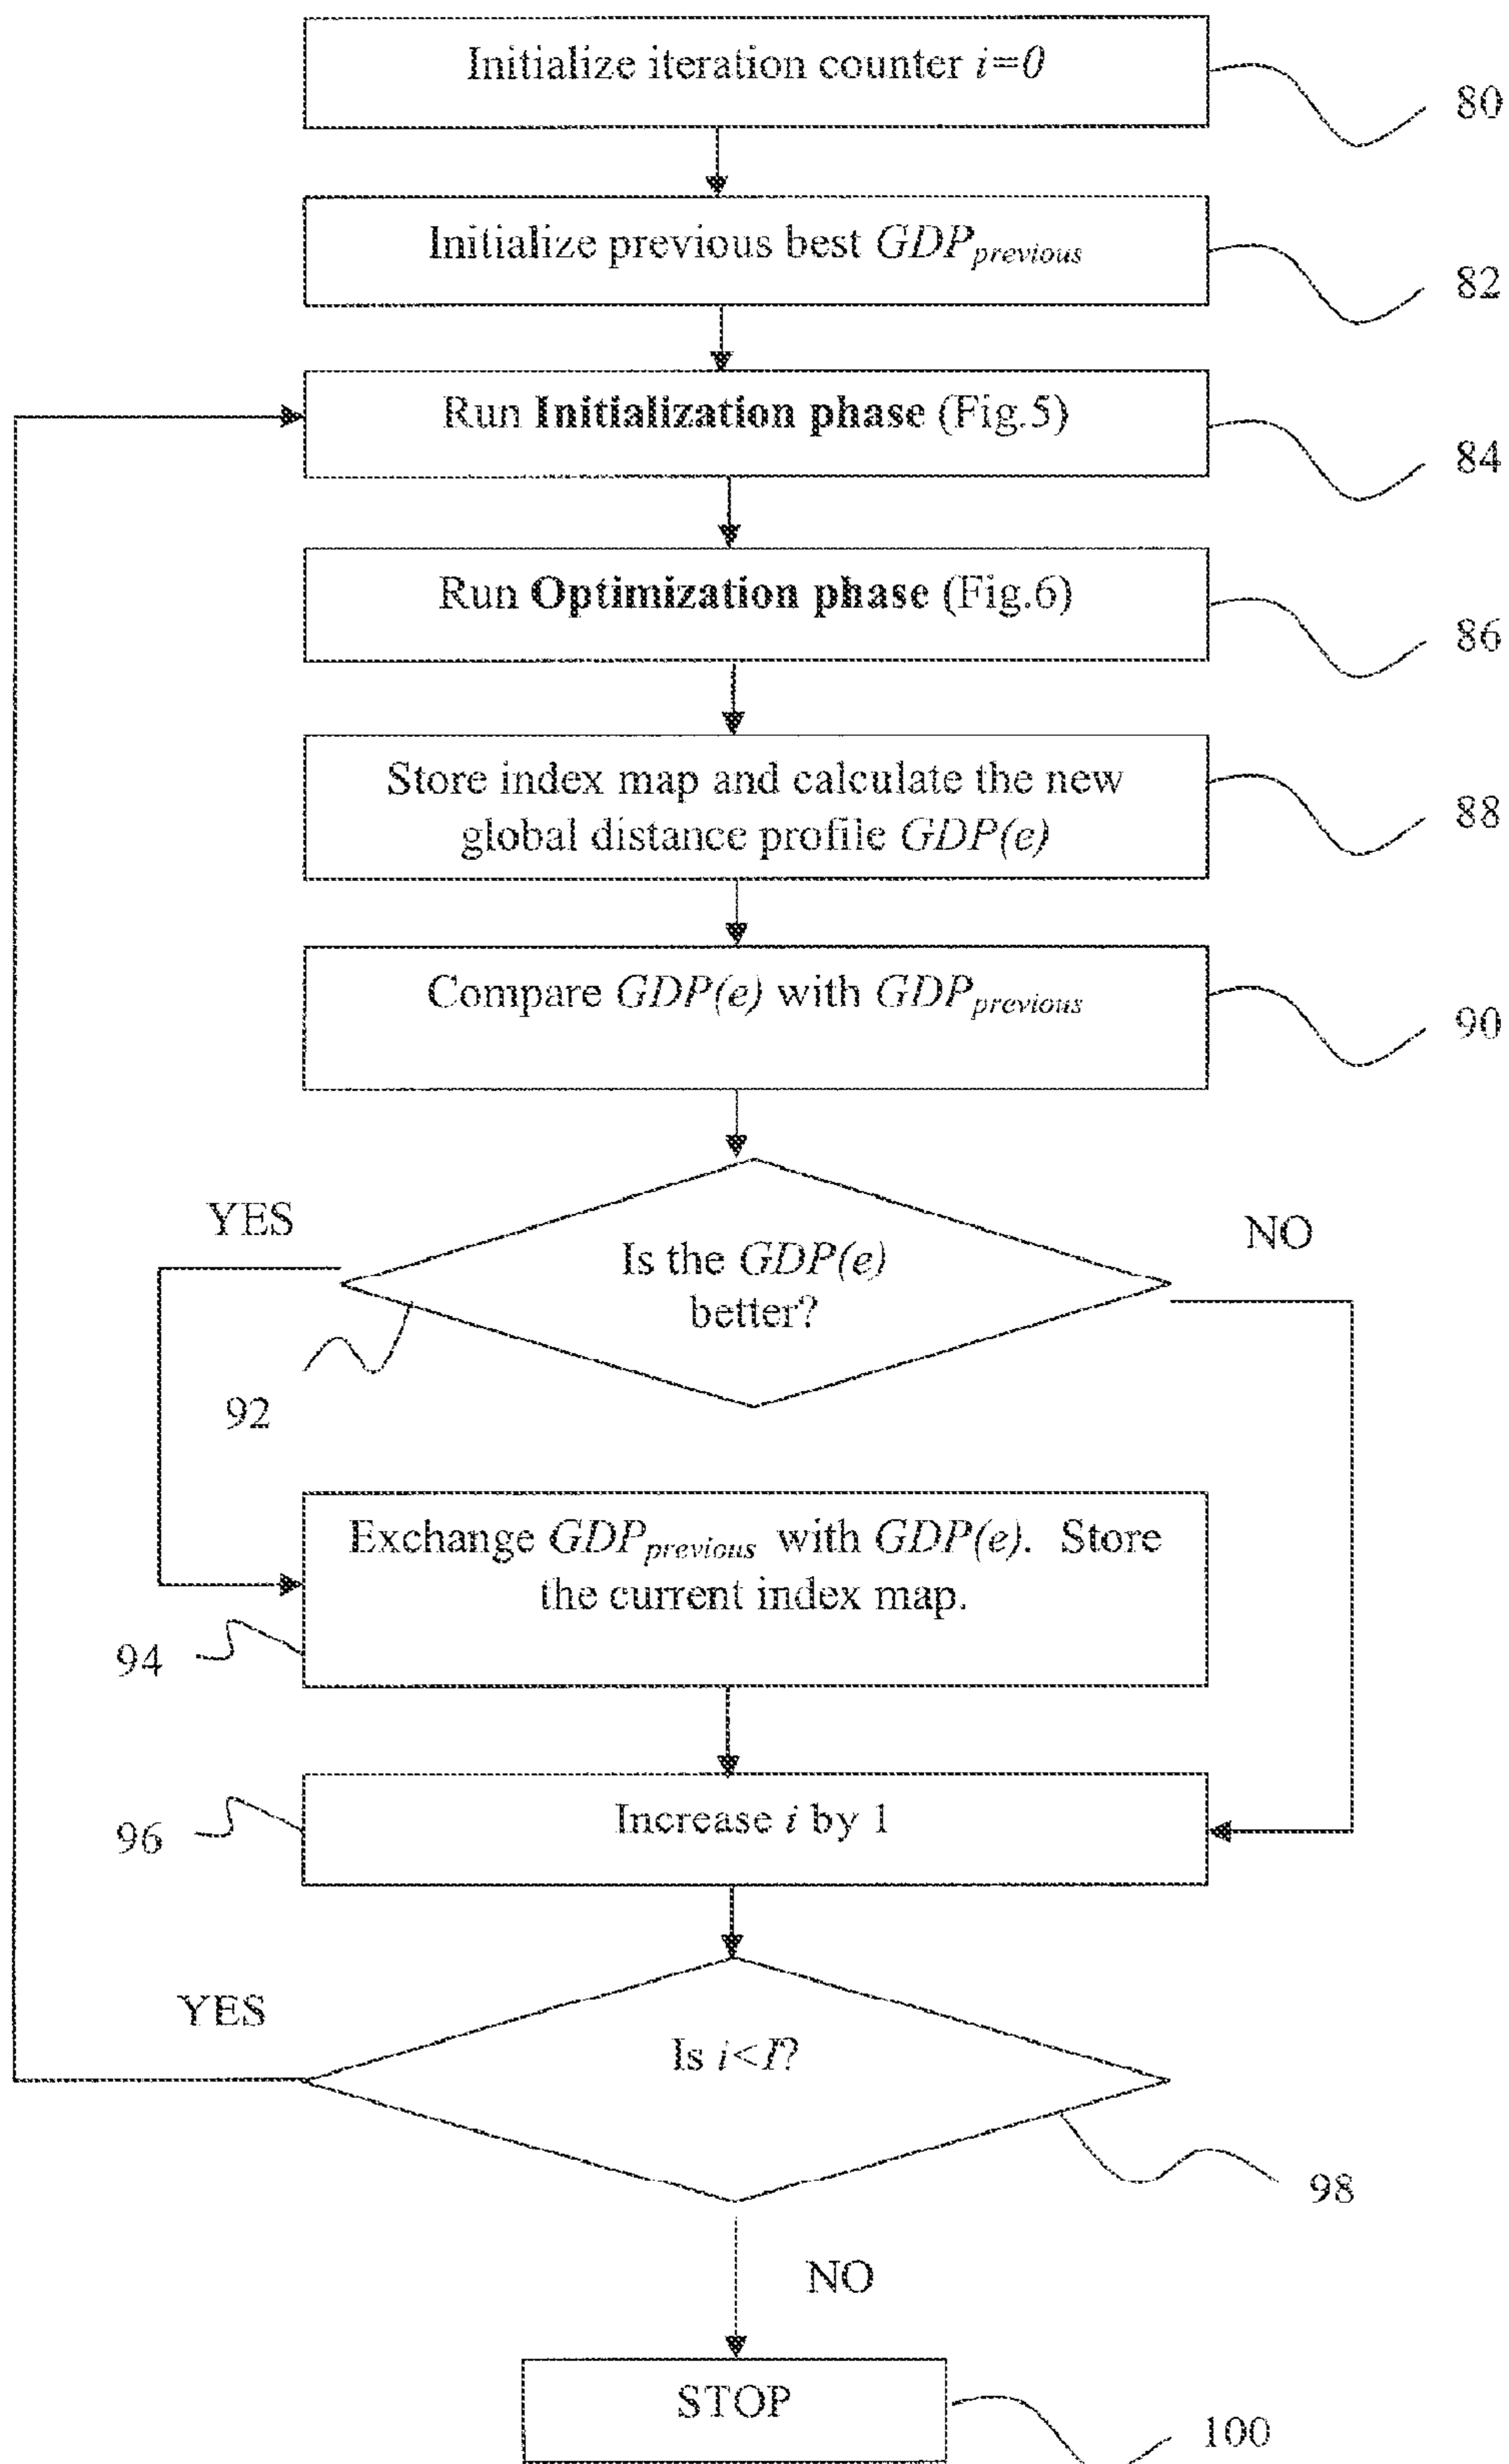 Initialize iteration counter i=0
80
Initialize previous best GDPprevious
82
Run Initialization phase (Fig.5)
84
Run Optimization phase (Fig.6)
86
Store index map and calculate the new
global distance profile GDP(e)
88
Compare GDP(e) with GDPprevious
90
YES
NO
Is the GDP(e)
better?
92
Exchange GDPprevious with GDP(e). Store
the current index map.
94
Increase i by 1
96
YES
Is i<I?
98
NO
STOP
100